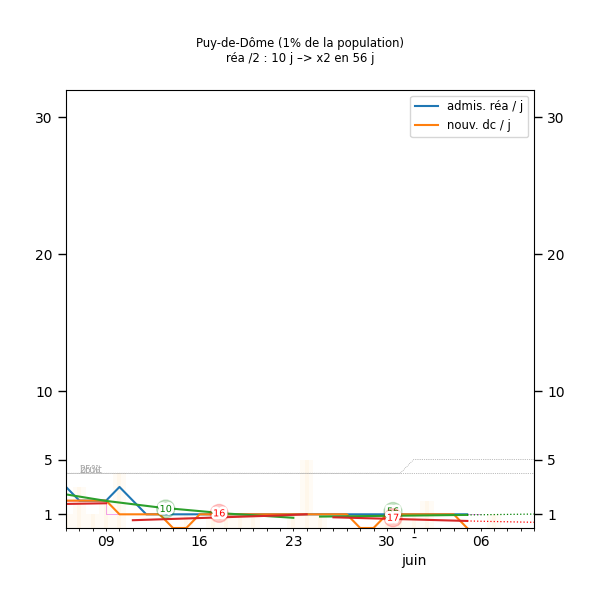 Puy-de-Dôme (1% de la population)
réa /2 : 10 j –> x2 en 56 j
admis. réa / j
nouv. dc / j
30 30
20 20
10 10
5 5
1 1
10
16
56
17
09 16 23 30 - 06
juin